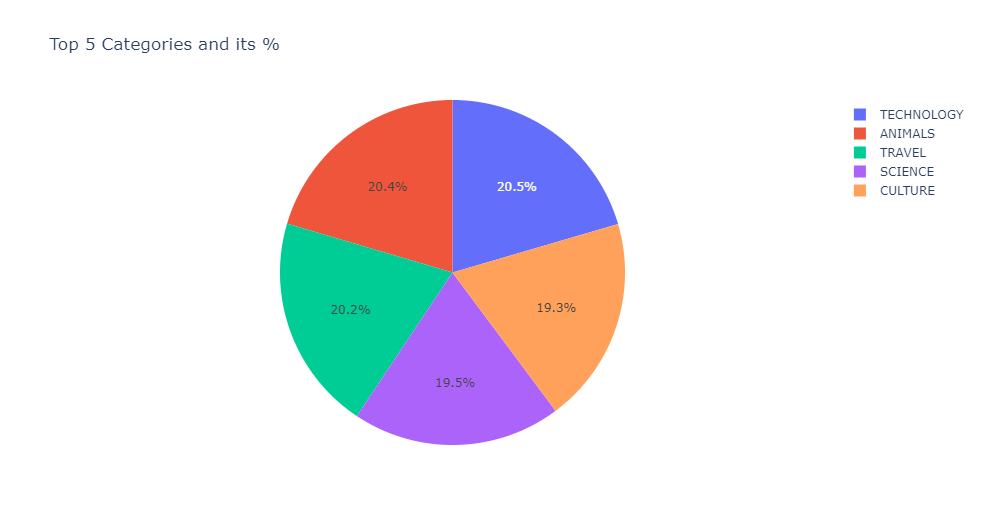 Top 5 Categories and its %
TECHNOLOGY
ANIMALS
TRAVEL
SCIENCE
CULTURE
20.4%
20.5%
20.2%
19.3%
19.5%